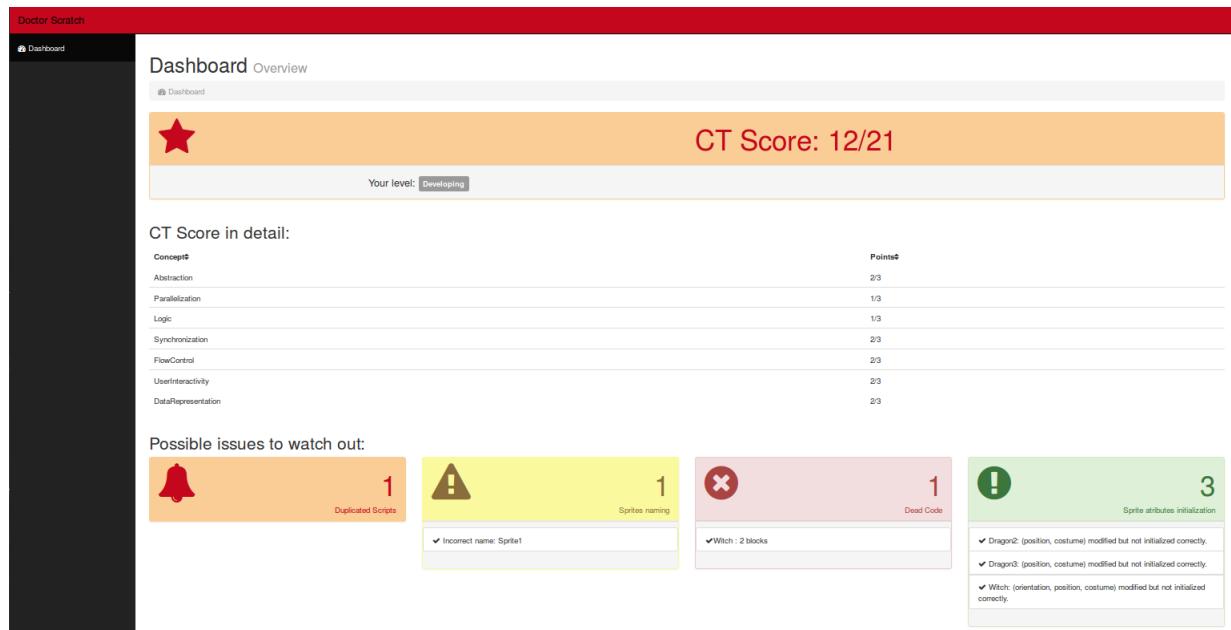 Doctor Scratch
Dashboard
Dashboard Overview
Dashboard
CT Score: 12/21
Your level: Developing
CT Score in detail:
Concept Points
Abstraction 2/3
Parallelization 1/3
Logic 1/3
Synchronization 2/3
FlowControl 2/3
UserInteractivity 2/3
DataRepresentation 2/3
Possible issues to watch out:
1
Duplicated Scripts
1
Sprites naming
Incorrect name: Sprite1
1
Dead Code
Witch : 2 blocks
3
Sprite atributes initialization
Dragon2: (position, costume) modified but not initialized correctly.
Dragon3: (position, costume) modified but not initialized correctly.
Witch: (orientation, position, costume) modified but not initialized
correctly.